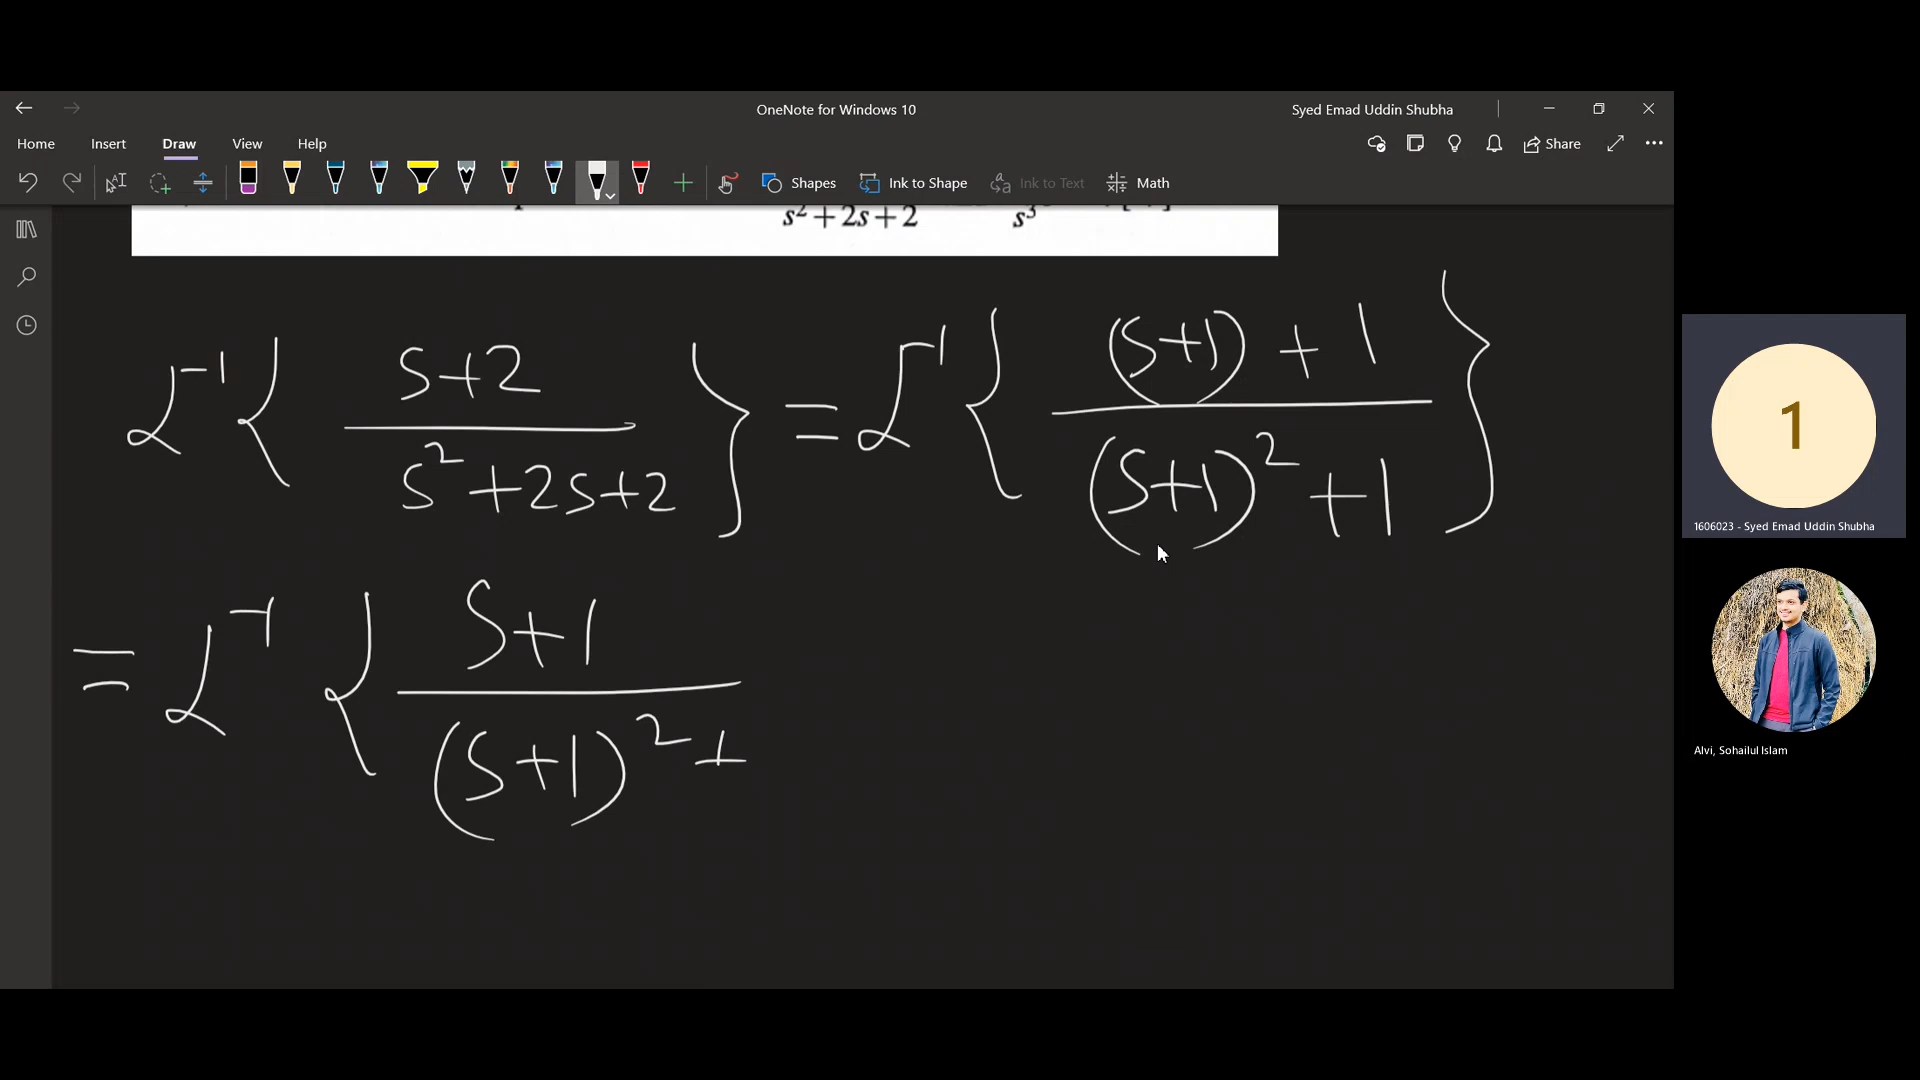 OneNote for Windows 10
Syed Emad Uddin Shubha
Home Insert Draw View Help
Share
Shapes Ink to Shape Ink to Text Math
s²+2s+2 s³
ℒ⁻¹{ (s+2)/(s²+2s+2) } = ℒ⁻¹{ ((s+1)+1)/((s+1)²+1) }
= ℒ⁻¹{ (s+1)/((s+1)²+
1
1606023 - Syed Emad Uddin Shubha
Alvi, Sohailul Islam